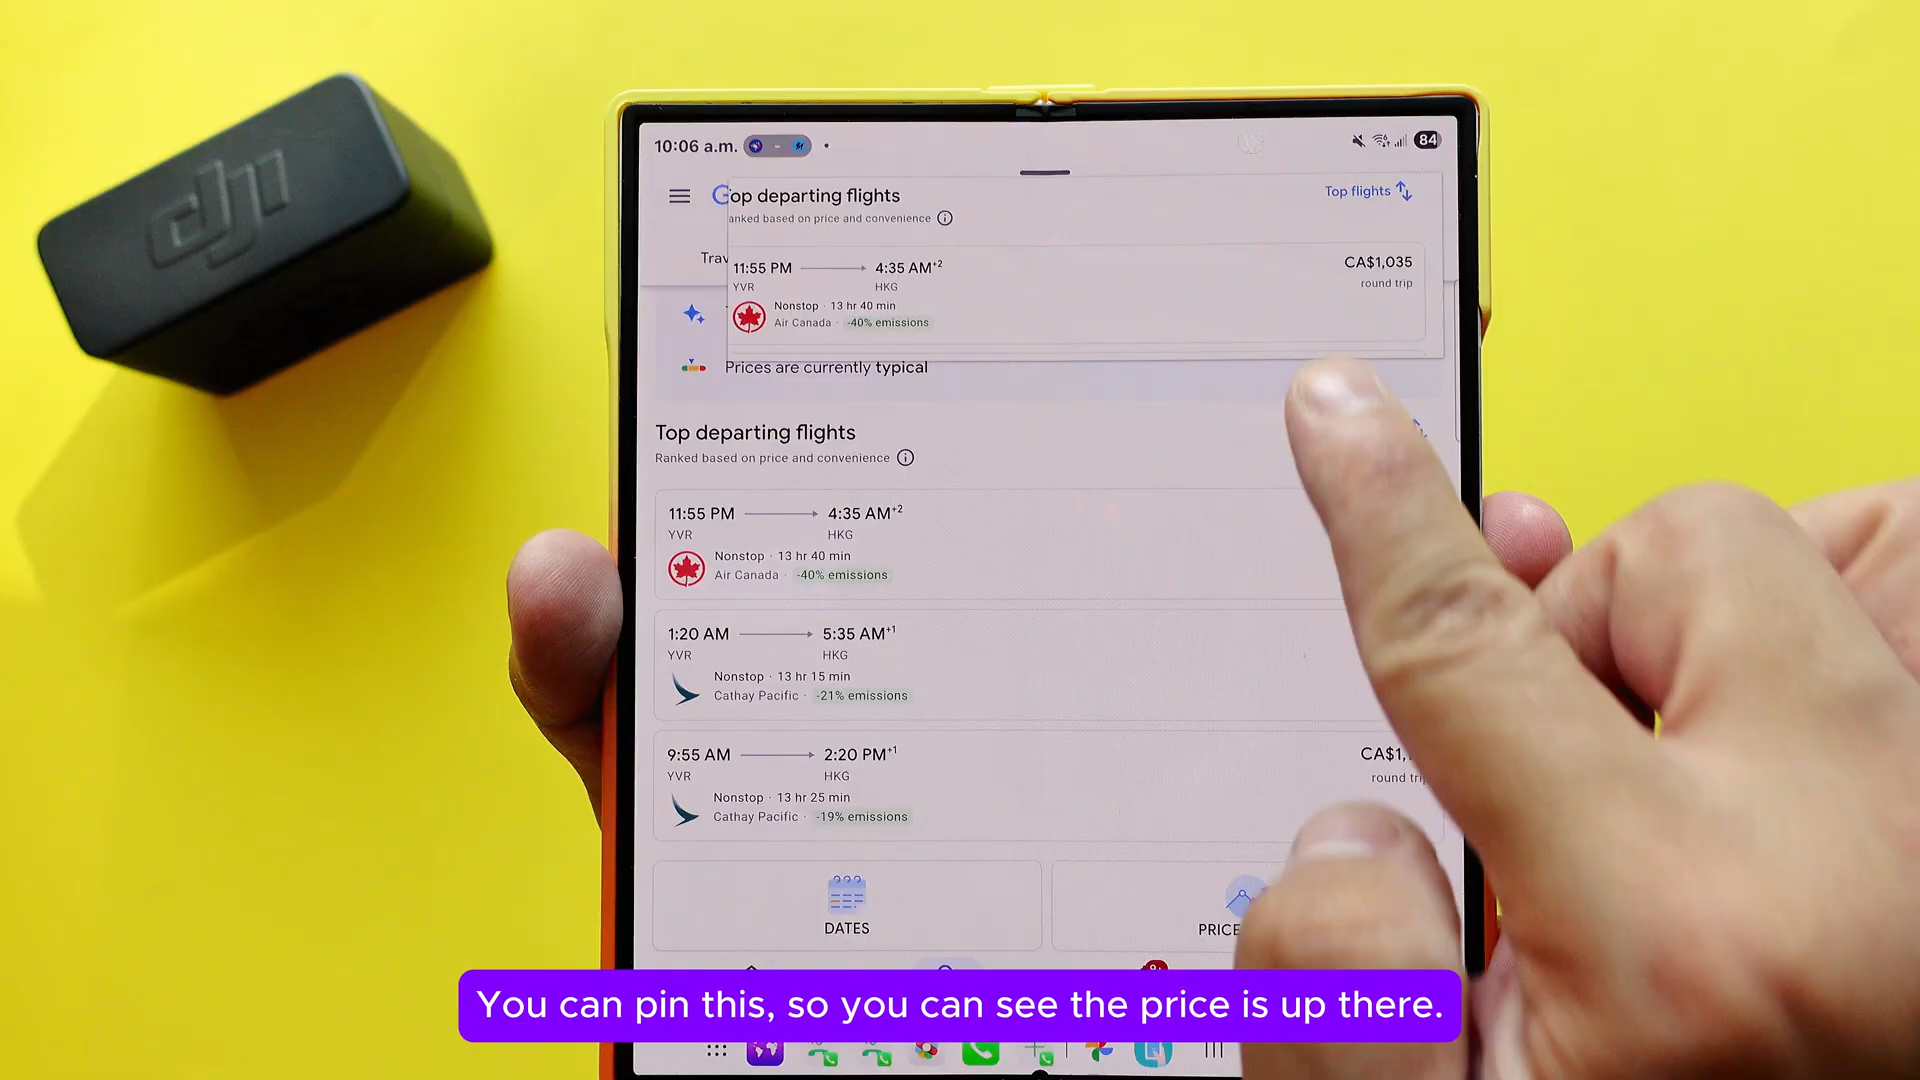 dji
10:06 a.m.
84
Top flights
op departing flights
anked based on price and convenience
Trav
11:55 PM 4:35 AM+2
YVR HKG
Nonstop · 13 hr 40 min
Air Canada · -40% emissions
CA$1,035
round trip
Prices are currently typical
Top departing flights
Ranked based on price and convenience
11:55 PM 4:35 AM+2
YVR HKG
Nonstop · 13 hr 40 min
Air Canada · -40% emissions
1:20 AM 5:35 AM+1
YVR HKG
Nonstop · 13 hr 15 min
Cathay Pacific · -21% emissions
9:55 AM 2:20 PM+1
YVR HKG
Nonstop · 13 hr 25 min
Cathay Pacific · -19% emissions
CA$1,
round trip
DATES
PRICE
You can pin this, so you can see the price is up there.